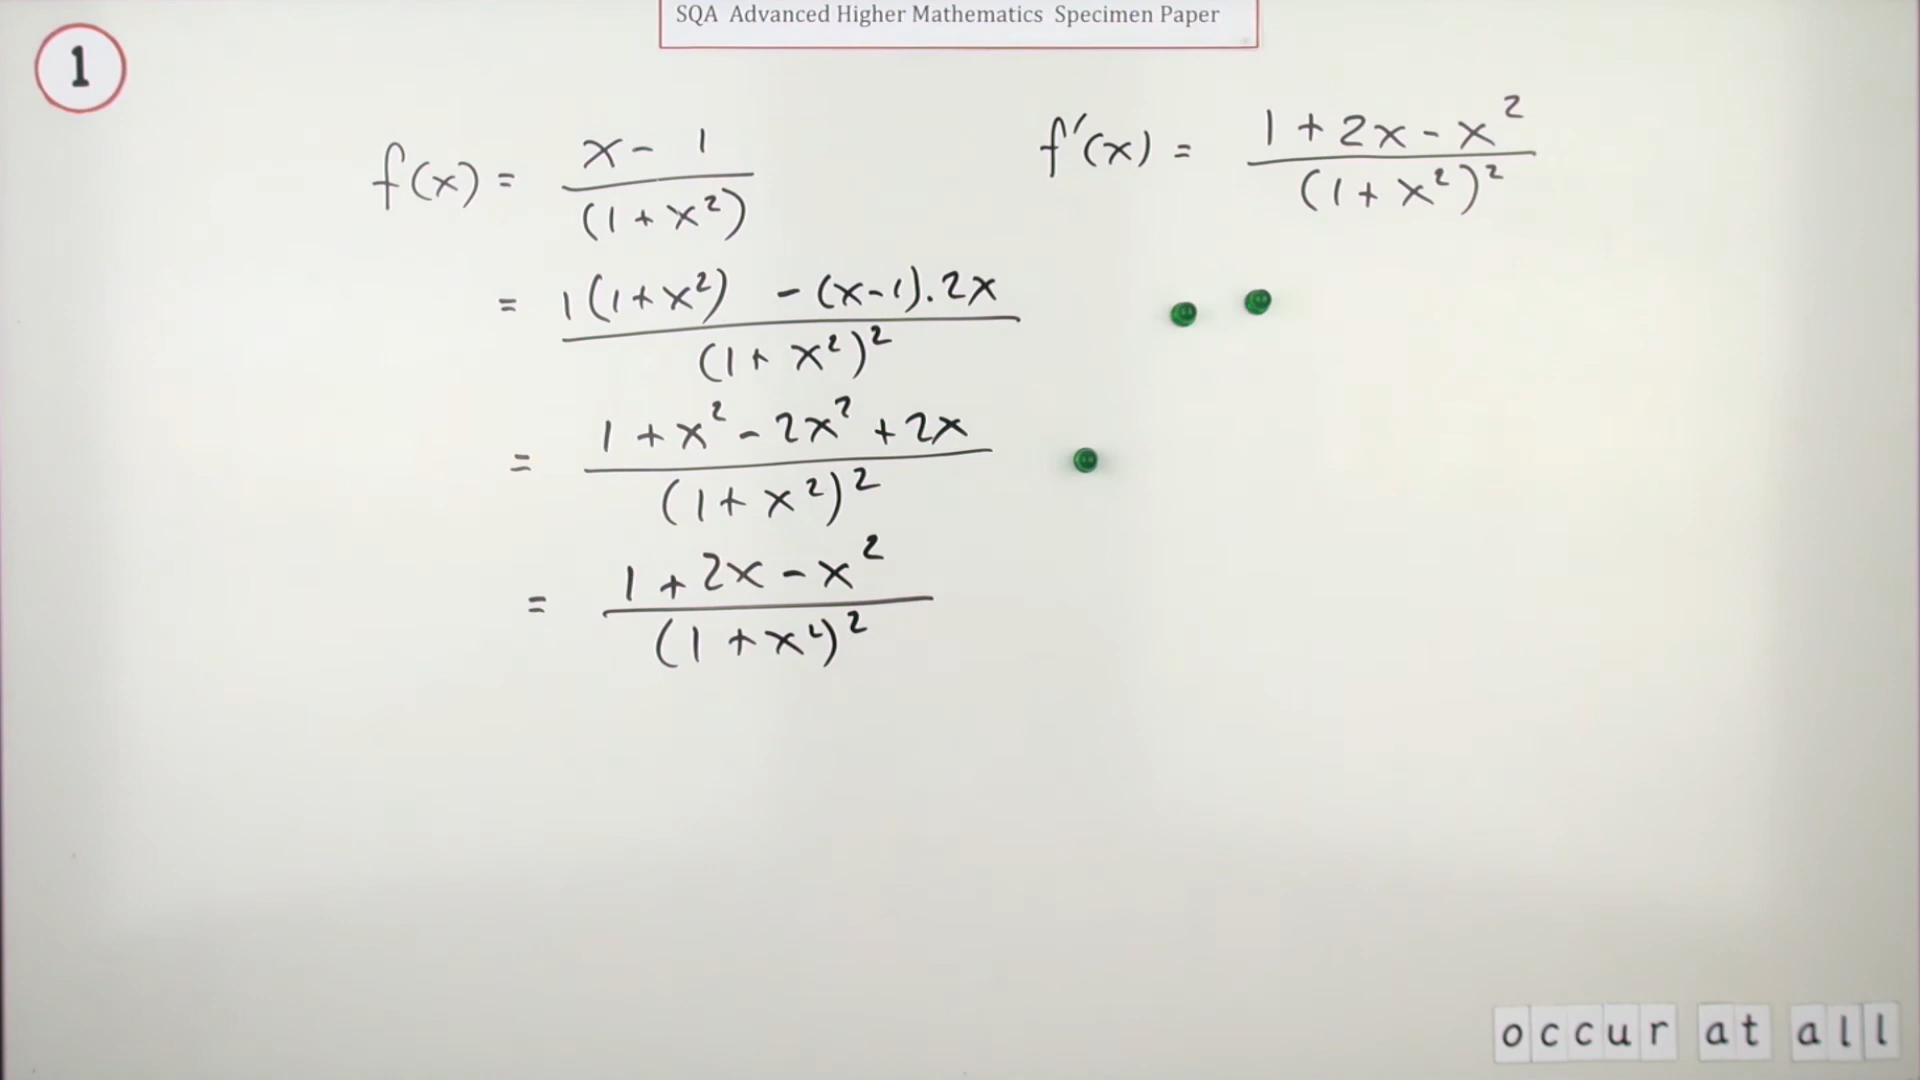 SQA Advanced Higher Mathematics Specimen Paper
1
f(x) = (x - 1)/(1 + x²)
= (1(1 + x²) - (x - 1).2x)/(1 + x²)²
= (1 + x² - 2x² + 2x)/(1 + x²)²
= (1 + 2x - x²)/(1 + x²)²
f'(x) = (1 + 2x - x²)/(1 + x²)²
occur at all